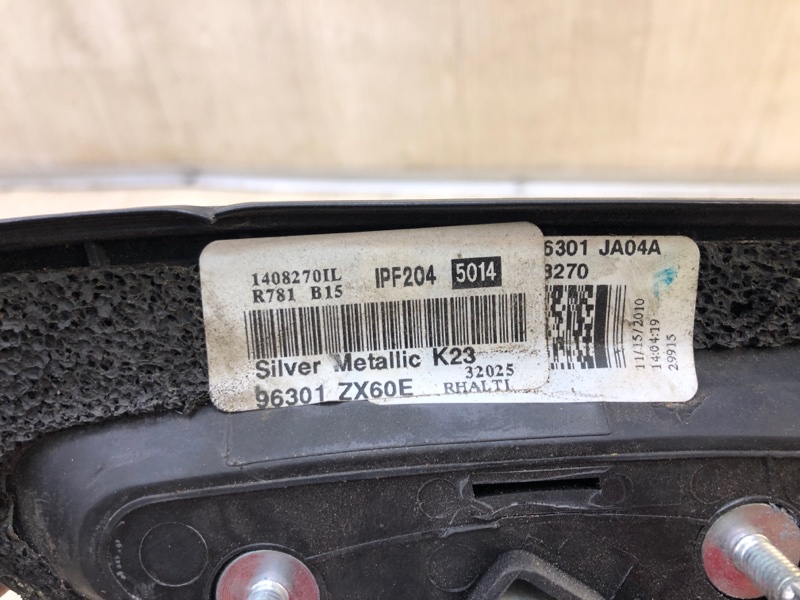 1408270IL IPF204 5014
R781 B15
Silver Metallic K23
32025
96301 ZX60E RHALTI
6301 JA04A
8270
11/15/2010
14:04:19
29915